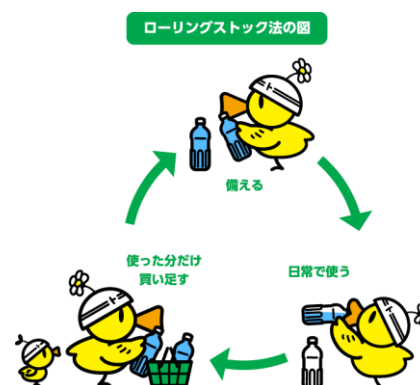 ローリングストック法の図
備える
日常で使う
使った分だけ
買い足す